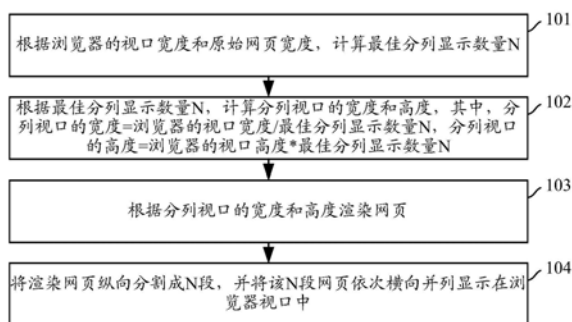 101
根据浏览器的视口宽度和原始网页宽度，计算最佳分列显示数量N
102
根据最佳分列显示数量N，计算分列视口的宽度和高度，其中，分
列视口的宽度=浏览器的视口宽度/最佳分列显示数量N，分列视口
的高度=浏览器的视口高度*最佳分列显示数量N
103
根据分列视口的宽度和高度渲染网页
104
将渲染网页纵向分割成N段，并将该N段网页依次横向并列显示在浏
览器视口中